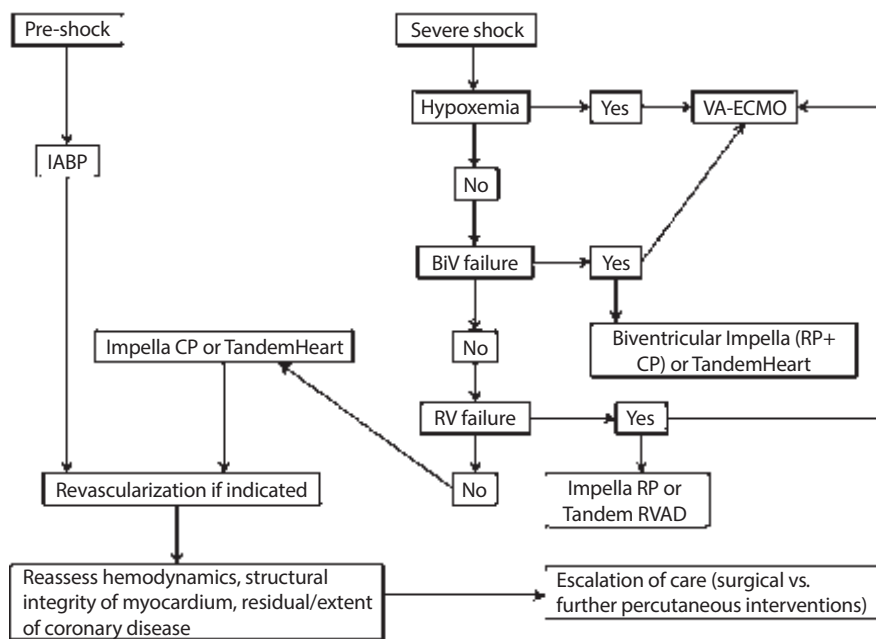 Pre-shock
Severe shock
Hypoxemia
Yes
VA-ECMO
IABP
No
BiV failure
Yes
Impella CP or TandemHeart
No
Biventricular Impella (RP+
CP) or TandemHeart
RV failure
Yes
Revascularization if indicated
No
Impella RP or
Tandem RVAD
Reassess hemodynamics, structural
integrity of myocardium, residual/extent
of coronary disease
Escalation of care (surgical vs.
further percutaneous interventions)